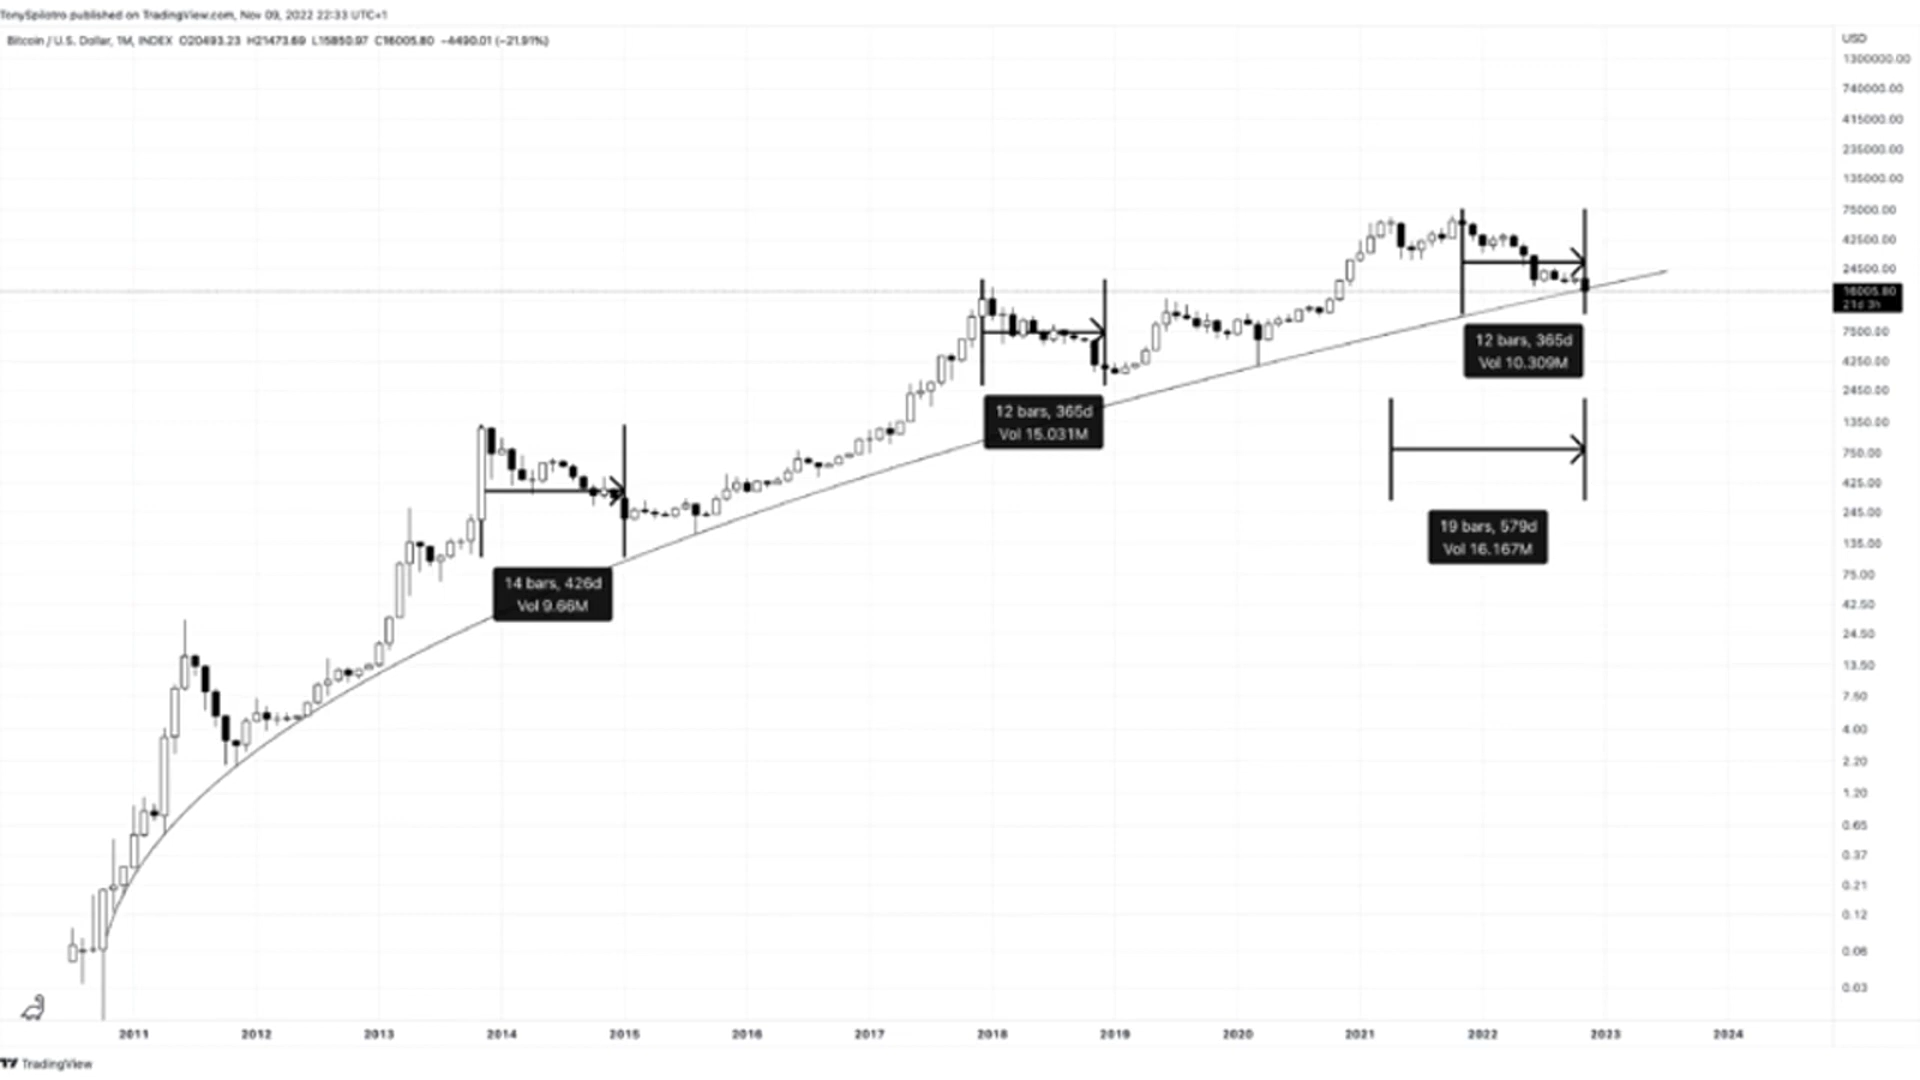 TonySpilotro published on TradingView.com, Nov 09, 2022 22:33 UTC+1
Bitcoin / U.S. Dollar, 1M, INDEX O20493.23 H21473.69 L15850.97 C16005.80 −4490.01 (−21.91%)
USD
1300000.00
740000.00
415000.00
235000.00
135000.00
75000.00
42500.00
24500.00
16005.80
21d 3h
7500.00
4250.00
2450.00
1350.00
750.00
425.00
245.00
135.00
75.00
42.50
24.50
13.50
7.50
4.00
2.20
1.20
0.65
0.37
0.21
0.12
0.06
0.03
12 bars, 365d
Vol 10.309M
12 bars, 365d
Vol 15.031M
19 bars, 579d
Vol 16.167M
14 bars, 426d
Vol 9.66M
2011 2012 2013 2014 2015 2016 2017 2018 2019 2020 2021 2022 2023 2024
TradingView